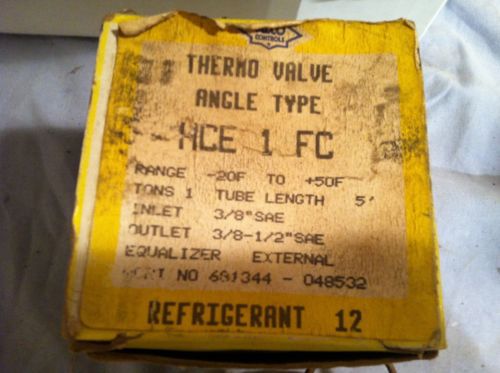 CONTROLS
THERMO VALVE
ANGLE TYPE
HCE 1 FC
RANGE -20F TO +50F
TONS 1 TUBE LENGTH 5'
INLET 3/8"SAE
OUTLET 3/8-1/2"SAE
EQUALIZER EXTERNAL
NO 681344 - 048532
REFRIGERANT 12